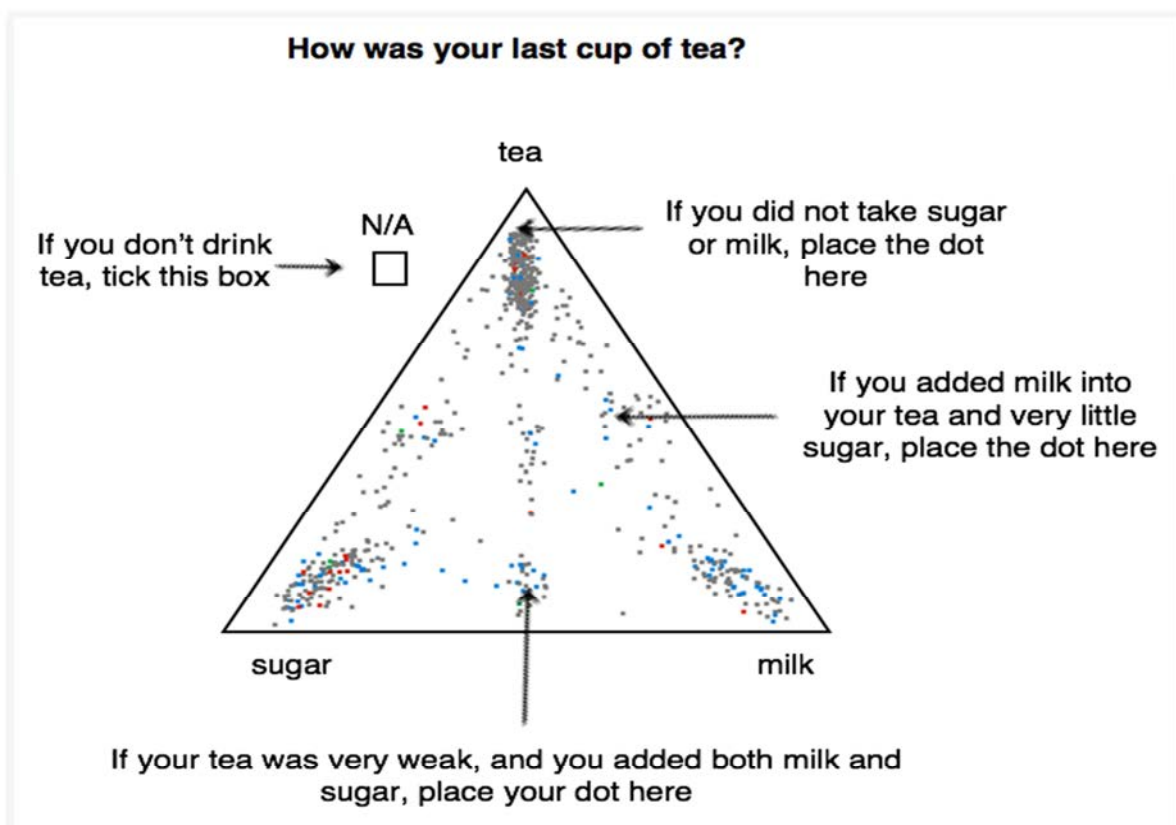 How was your last cup of tea?
tea
N/A
If you don’t drink
tea, tick this box
If you did not take sugar
or milk, place the dot
here
If you added milk into
your tea and very little
sugar, place the dot here
sugar
milk
If your tea was very weak, and you added both milk and
sugar, place your dot here